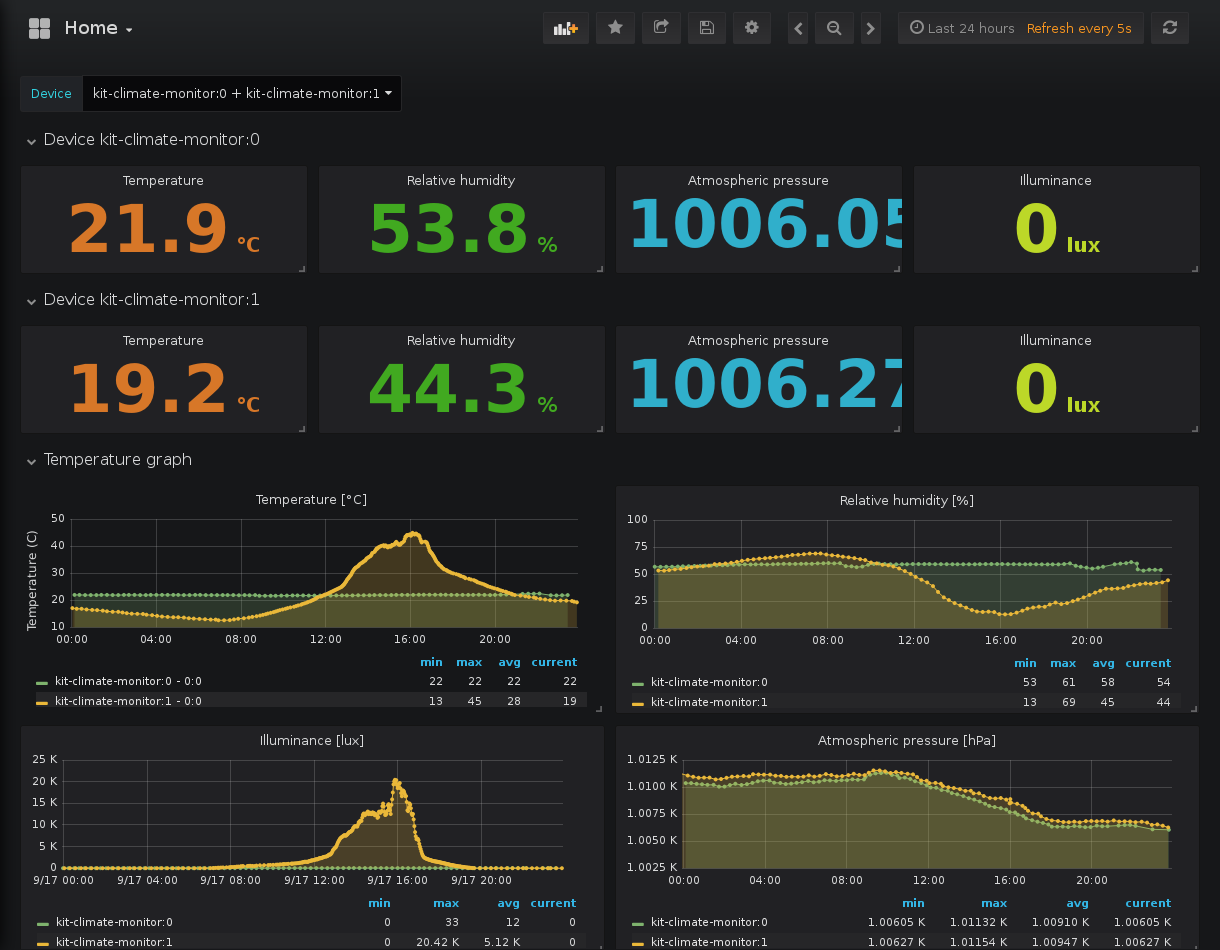 Home
Last 24 hours Refresh every 5s
Device kit-climate-monitor:0 + kit-climate-monitor:1
Device kit-climate-monitor:0
Temperature Relative humidity Atmospheric pressure Illuminance
21.9 °C 53.8 % 1006.05 0 lux
Device kit-climate-monitor:1
Temperature Relative humidity Atmospheric pressure Illuminance
19.2 °C 44.3 % 1006.27 0 lux
Temperature graph
Temperature [°C]
Temperature (C)
50
40
30
20
10
00:00 04:00 08:00 12:00 16:00 20:00
min max avg current
kit-climate-monitor:0 - 0:0 22 22 22 22
kit-climate-monitor:1 - 0:0 13 45 28 19
Relative humidity [%]
100
75
50
25
0
00:00 04:00 08:00 12:00 16:00 20:00
min max avg current
kit-climate-monitor:0 53 61 58 54
kit-climate-monitor:1 13 69 45 44
Illuminance [lux]
25 K
20 K
15 K
10 K
5 K
0
9/17 00:00 9/17 04:00 9/17 08:00 9/17 12:00 9/17 16:00 9/17 20:00
min max avg current
kit-climate-monitor:0 0 33 12 0
kit-climate-monitor:1 0 20.42 K 5.12 K 0
Atmospheric pressure [hPa]
1.0125 K
1.0100 K
1.0075 K
1.0050 K
1.0025 K
00:00 04:00 08:00 12:00 16:00 20:00
min max avg current
kit-climate-monitor:0 1.00605 K 1.01132 K 1.00910 K 1.00605 K
kit-climate-monitor:1 1.00627 K 1.01154 K 1.00947 K 1.00627 K